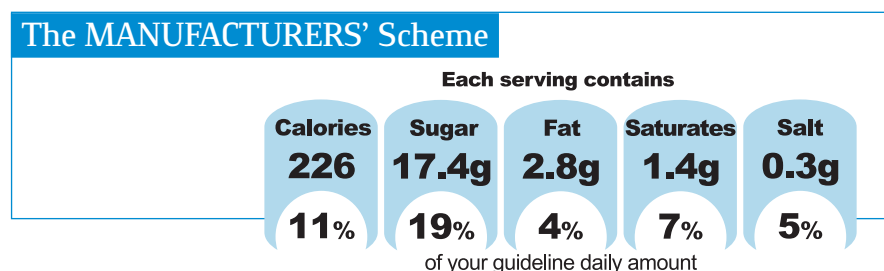 The MANUFACTURERS’ Scheme
Each serving contains
Calories Sugar Fat Saturates Salt
226 17.4g 2.8g 1.4g 0.3g
11% 19% 4% 7% 5%
of your guideline daily amount